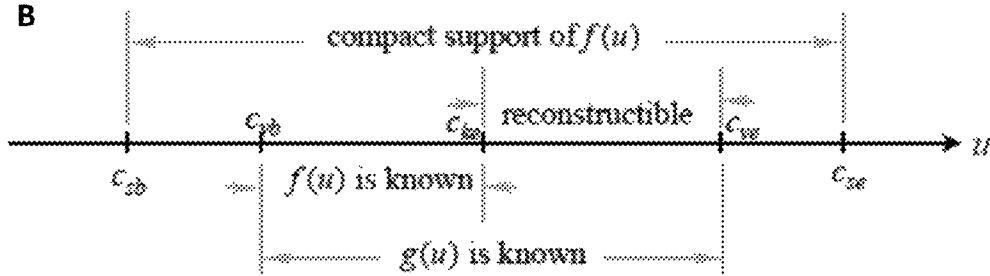 B
compact support of f(u)
c_vb c_ke reconstructible c_ve
c_sb c_se u
f(u) is known
g(u) is known